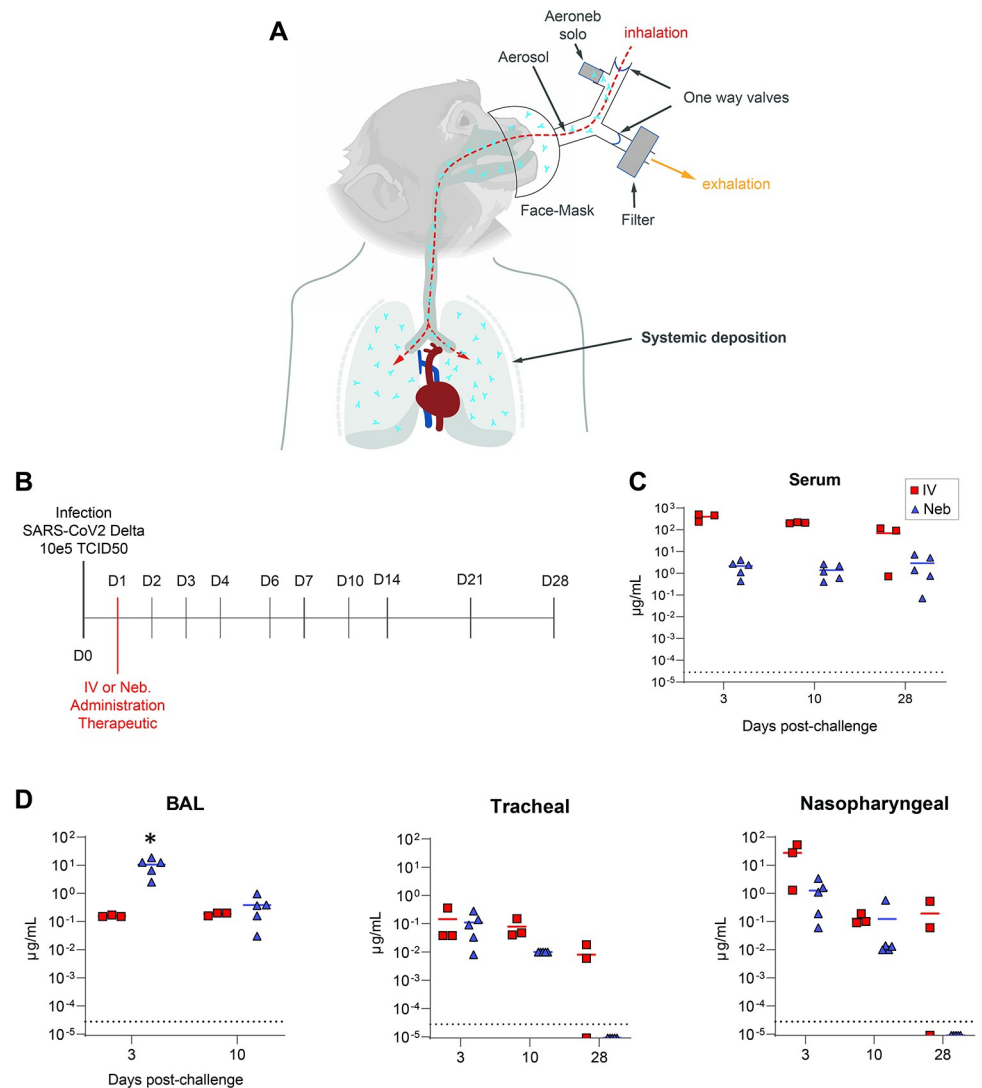 A
Aeroneb
solo
inhalation
Aerosol
One way valves
exhalation
Face-Mask
Filter
Systemic deposition
B
Infection
SARS-CoV2 Delta
10e5 TCID50
D1 D2 D3 D4 D6 D7 D10 D14 D21 D28
D0
IV or Neb.
Administration
Therapeutic
C
Serum
IV
Neb
µg/mL
10³
10²
10¹
10⁰
10⁻¹
10⁻²
10⁻³
10⁻⁴
10⁻⁵
3 10 28
Days post-challenge
D
BAL
*
µg/mL
10²
10¹
10⁰
10⁻¹
10⁻²
10⁻³
10⁻⁴
10⁻⁵
3 10
Days post-challenge
Tracheal
µg/mL
10²
10¹
10⁰
10⁻¹
10⁻²
10⁻³
10⁻⁴
10⁻⁵
3 10 28
Nasopharyngeal
µg/mL
10²
10¹
10⁰
10⁻¹
10⁻²
10⁻³
10⁻⁴
10⁻⁵
3 10 28